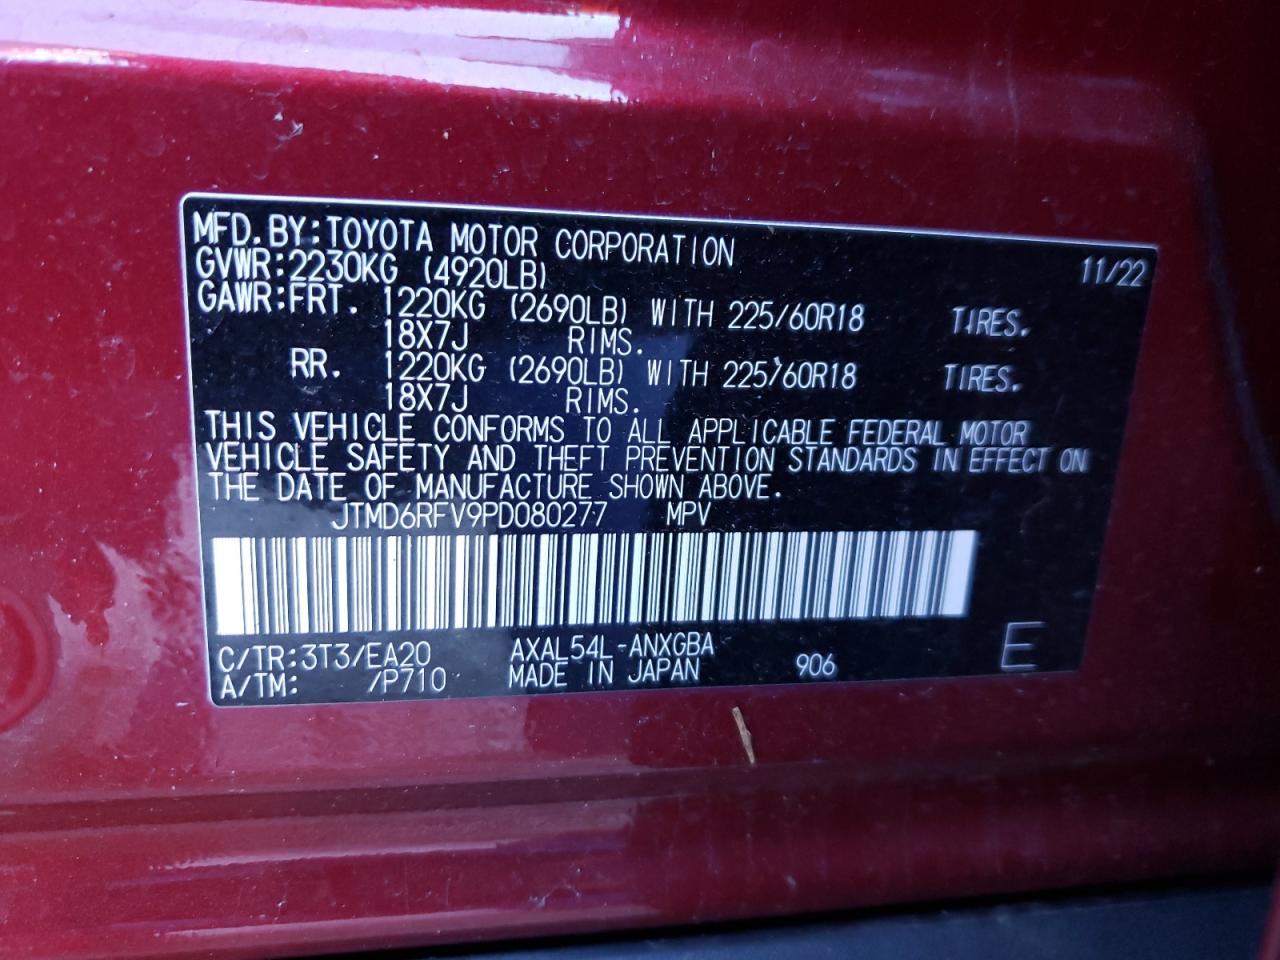 MFD.BY:TOYOTA MOTOR CORPORATION 11/22
GVWR:2230KG (4920LB)
GAWR:FRT. 1220KG (2690LB) WITH 225/60R18 TIRES.
18X7J RIMS.
RR. 1220KG (2690LB) WITH 225/60R18 TIRES.
18X7J RIMS.
THIS VEHICLE CONFORMS TO ALL APPLICABLE FEDERAL MOTOR
VEHICLE SAFETY AND THEFT PREVENTION STANDARDS IN EFFECT ON
THE DATE OF MANUFACTURE SHOWN ABOVE.
JTMD6RFV9PD080277 MPV
C/TR:3T3/EA20 AXAL54L-ANXGBA
A/TM: /P710 MADE IN JAPAN 906 E